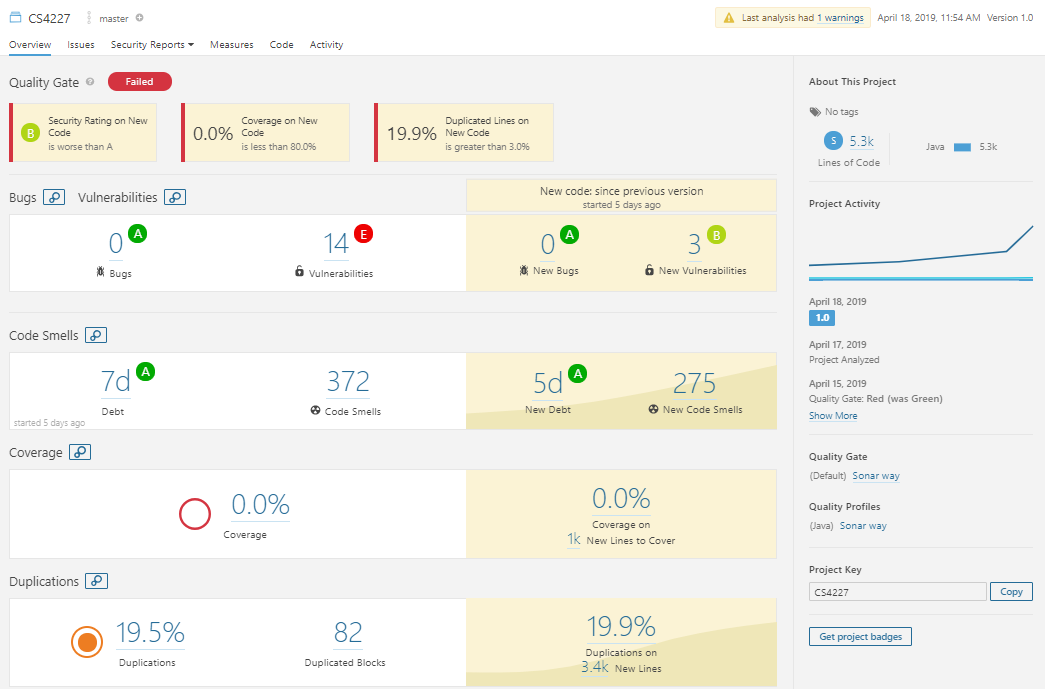 CS4227 master
Last analysis had 1 warnings April 18, 2019, 11:54 AM Version 1.0
Overview Issues Security Reports Measures Code Activity
Quality Gate ? Failed
B Security Rating on New
Code
is worse than A
0.0% Coverage on New
Code
is less than 80.0%
19.9% Duplicated Lines on
New Code
is greater than 3.0%
Bugs Vulnerabilities
New code: since previous version
started 5 days ago
0 A
Bugs
14 E
Vulnerabilities
0 A
New Bugs
3 B
New Vulnerabilities
Code Smells
7d A
Debt
372
Code Smells
started 5 days ago
5d A
New Debt
275
New Code Smells
Coverage
0.0%
Coverage
0.0%
Coverage on
1k New Lines to Cover
Duplications
19.5%
Duplications
82
Duplicated Blocks
19.9%
Duplications on
3.4k New Lines
About This Project
No tags
S 5.3k
Lines of Code
Java 5.3k
Project Activity
April 18, 2019
1.0
April 17, 2019
Project Analyzed
April 15, 2019
Quality Gate: Red (was Green)
Show More
Quality Gate
(Default) Sonar way
Quality Profiles
(Java) Sonar way
Project Key
CS4227 Copy
Get project badges